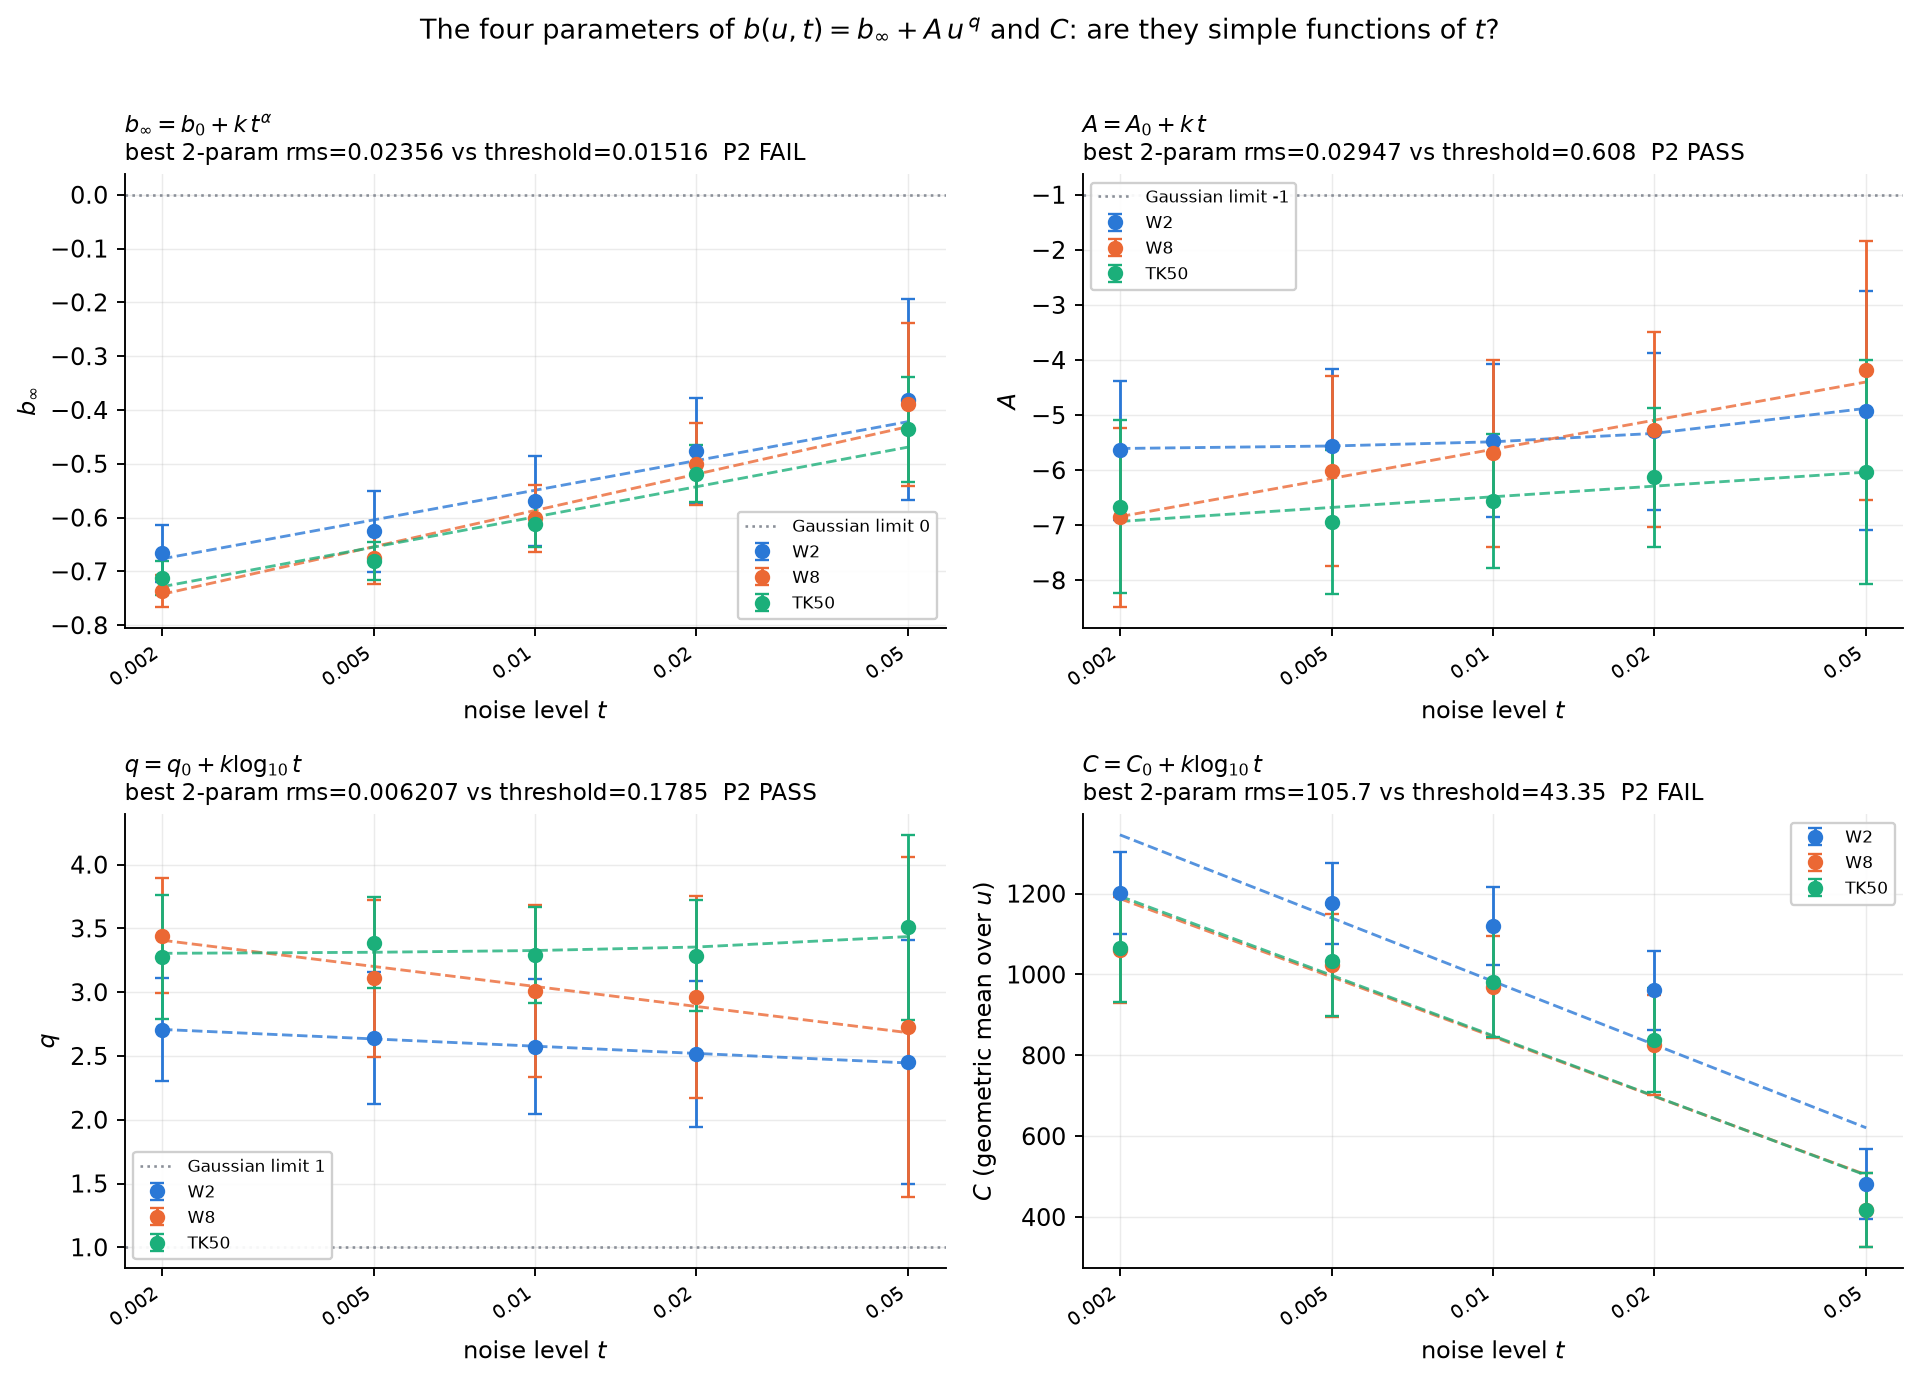 The four parameters of b(u, t) = b∞ + A u^q and C: are they simple functions of t?
b∞ = b₀ + k t^α
best 2-param rms=0.02356 vs threshold=0.01516  P2 FAIL
0.0
−0.1
−0.2
−0.3
−0.4
−0.5
−0.6
−0.7
−0.8
b∞
Gaussian limit 0
W2
W8
TK50
0.002
0.005
0.01
0.02
0.05
noise level t
A = A₀ + k t
best 2-param rms=0.02947 vs threshold=0.608  P2 PASS
−1
−2
−3
−4
−5
−6
−7
−8
A
Gaussian limit -1
W2
W8
TK50
0.002
0.005
0.01
0.02
0.05
noise level t
q = q₀ + k log₁₀ t
best 2-param rms=0.006207 vs threshold=0.1785  P2 PASS
4.0
3.5
3.0
2.5
2.0
1.5
1.0
q
Gaussian limit 1
W2
W8
TK50
0.002
0.005
0.01
0.02
0.05
noise level t
C = C₀ + k log₁₀ t
best 2-param rms=105.7 vs threshold=43.35  P2 FAIL
1200
1000
800
600
400
C (geometric mean over u)
W2
W8
TK50
0.002
0.005
0.01
0.02
0.05
noise level t